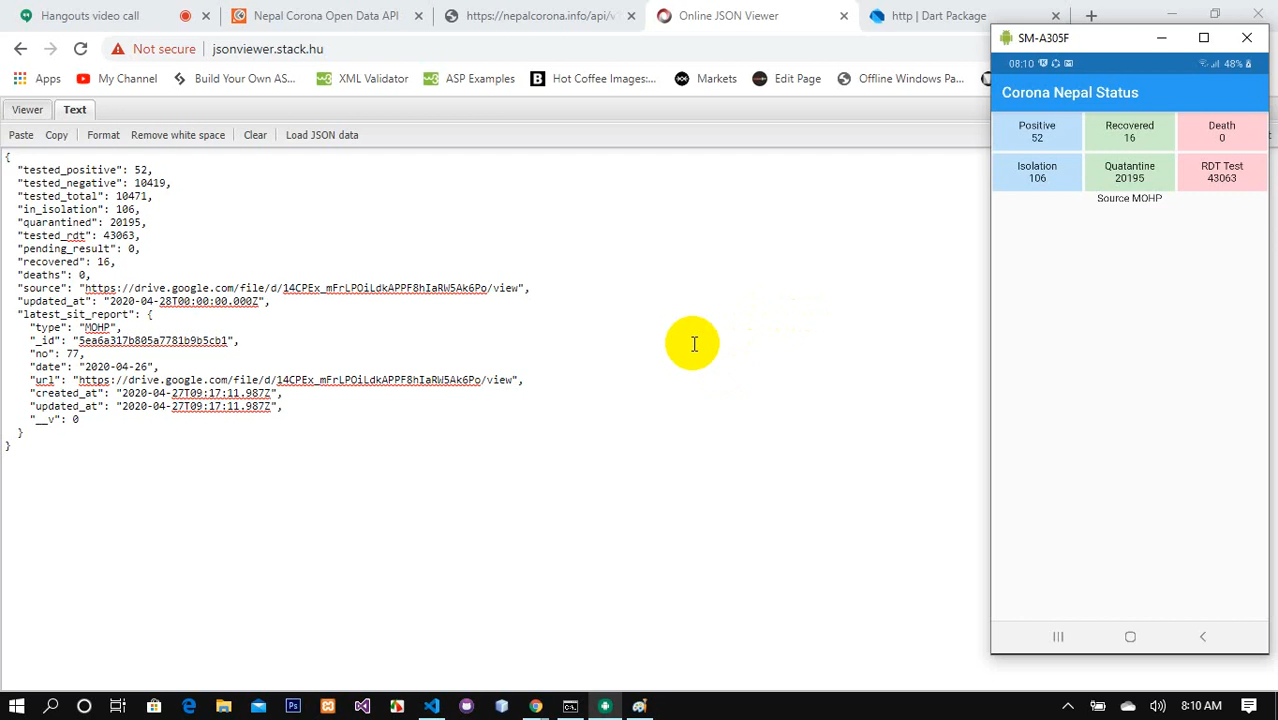 Hangouts video call
Nepal Corona Open Data API
https://nepalcorona.info/api/v
Online JSON Viewer
http | Dart Package
Not secure
jsonviewer.stack.hu
Apps
My Channel
Build Your Own AS...
XML Validator
ASP Examples
Hot Coffee Images:...
Markets
Edit Page
Offline Windows Pa...
Viewer
Text
Paste
Copy
Format
Remove white space
Clear
Load JSON data
{
"tested_positive": 52,
"tested_negative": 10419,
"tested_total": 10471,
"in_isolation": 106,
"quarantined": 20195,
"tested_rdt": 43063,
"pending_result": 0,
"recovered": 16,
"deaths": 0,
"source": "https://drive.google.com/file/d/14CPEx_mFrLPOiLdkAPPF8hIaRW5Ak6Po/view",
"updated_at": "2020-04-28T00:00:00.000Z",
"latest_sit_report": {
"type": "MOHP",
"_id": "5ea6a317b805a7781b9b5cb1",
"no": 77,
"date": "2020-04-26",
"url": "https://drive.google.com/file/d/14CPEx_mFrLPOiLdkAPPF8hIaRW5Ak6Po/view",
"created_at": "2020-04-27T09:17:11.987Z",
"updated_at": "2020-04-27T09:17:11.987Z",
"__v": 0
}
}
SM-A305F
08:10
48%
Corona Nepal Status
Positive
52
Recovered
16
Death
0
Isolation
106
Quatantine
20195
RDT Test
43063
Source MOHP
8:10 AM